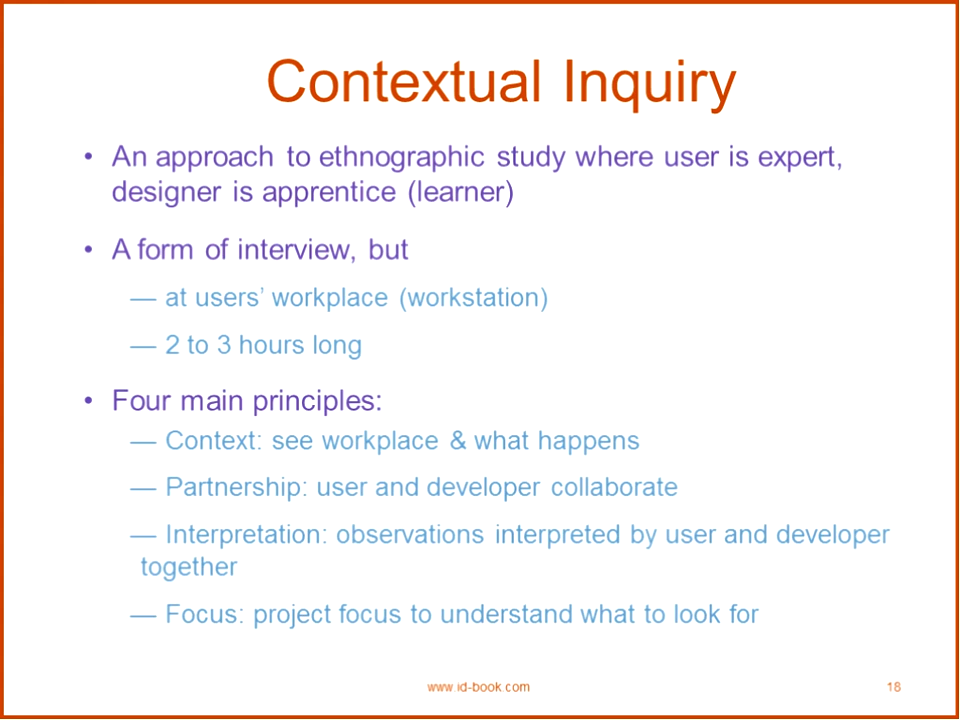 Contextual Inquiry
• An approach to ethnographic study where user is expert,
designer is apprentice (learner)
• A form of interview, but
— at users’ workplace (workstation)
— 2 to 3 hours long
• Four main principles:
— Context: see workplace & what happens
— Partnership: user and developer collaborate
— Interpretation: observations interpreted by user and developer
together
— Focus: project focus to understand what to look for
www.id-book.com
18